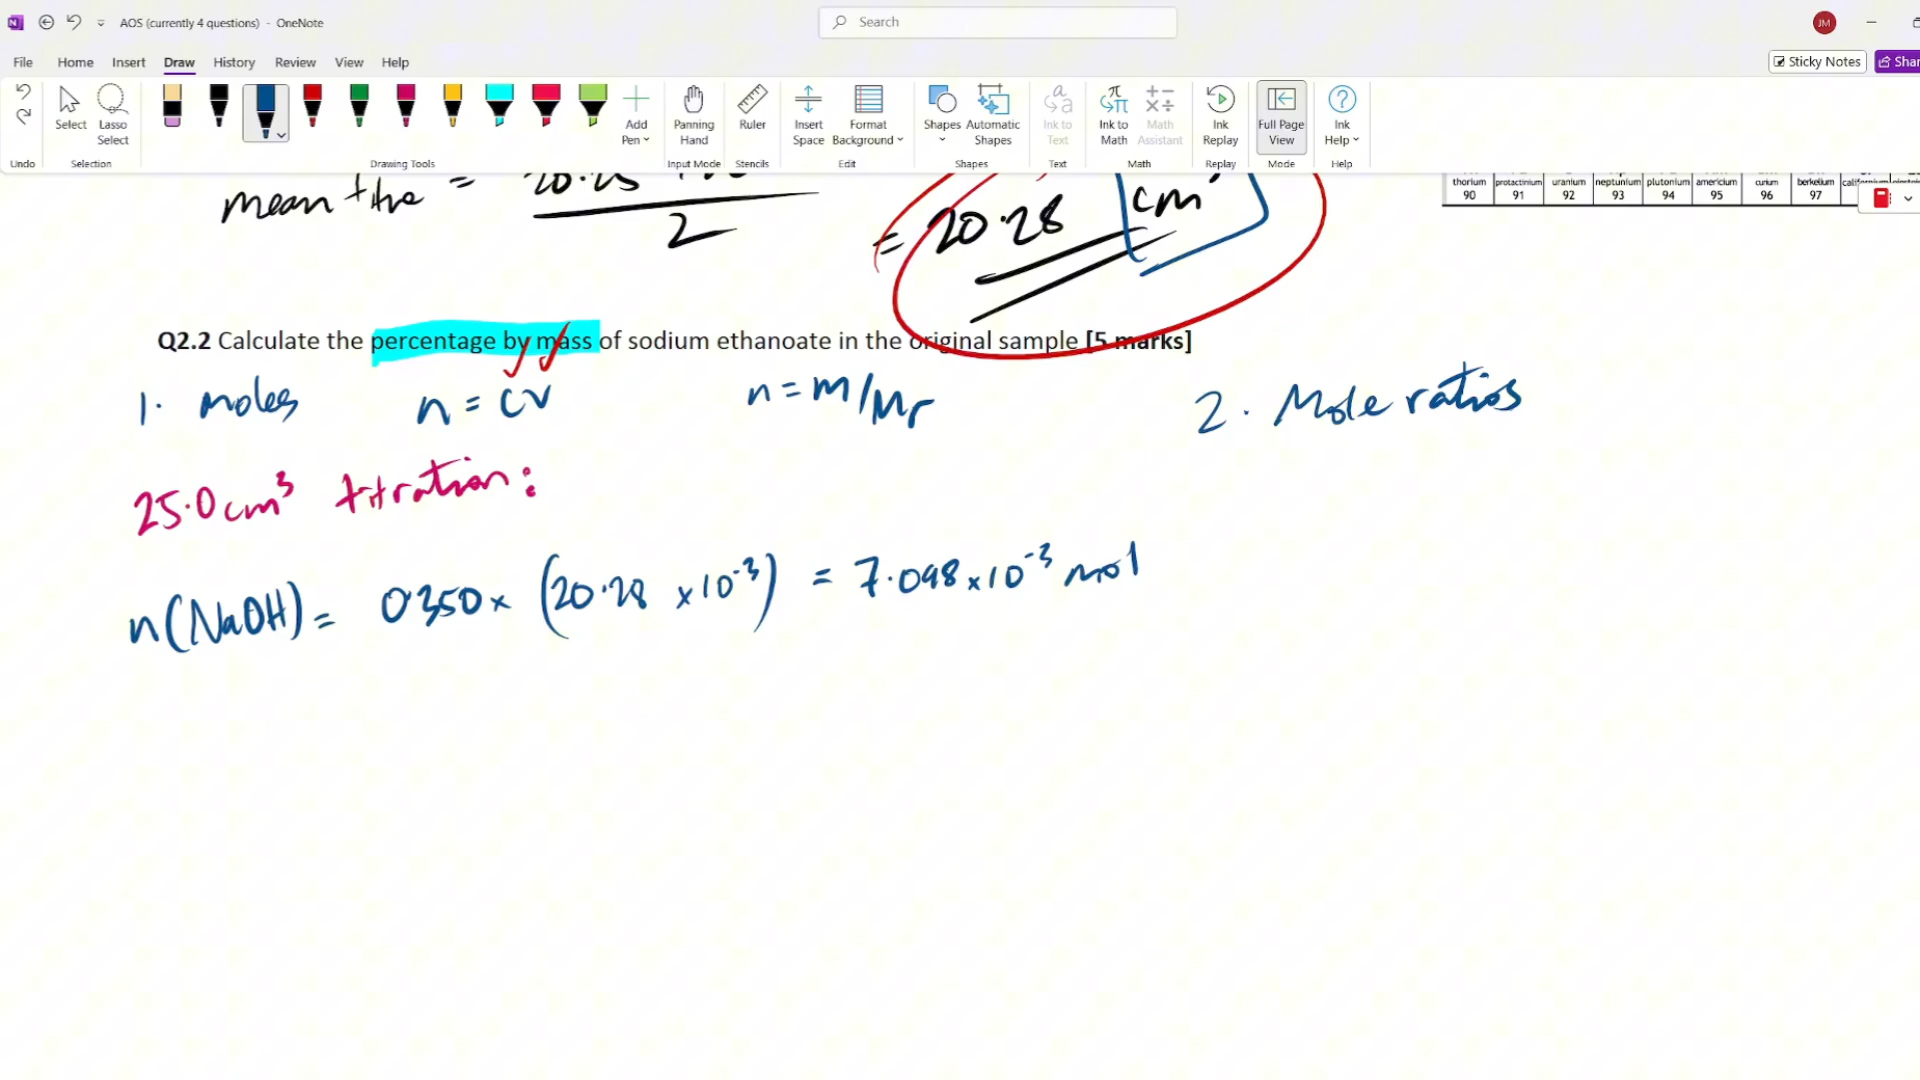 AOS (currently 4 questions) - OneNote
Search
JM
File Home Insert Draw History View Help
Sticky Notes
Shar
Select
Lasso Select
Add Pen
Panning Hand
Ruler
Insert Space
Format Background
Shapes
Automatic Shapes
Ink to Text
Ink to Math
Math Assistant
Ink Replay
Full Page View
Ink Help
Undo Selection Drawing Tools Input Mode Stencils Edit Shapes Text Math Replay Mode Help
thorium protactinium uranium neptunium plutonium americium curium berkelium
90 91 92 93 94 95 96 97
mean titre = 20.25
2
= 20.28 cm³
Q2.2 Calculate the percentage by mass of sodium ethanoate in the original sample [5 marks]
1. moles n = cv n = m/Mr 2. Mole ratios
25.0cm³ titration:
n(NaOH) = 0.350 × (20.28 × 10⁻³) = 7.098 × 10⁻³ mol